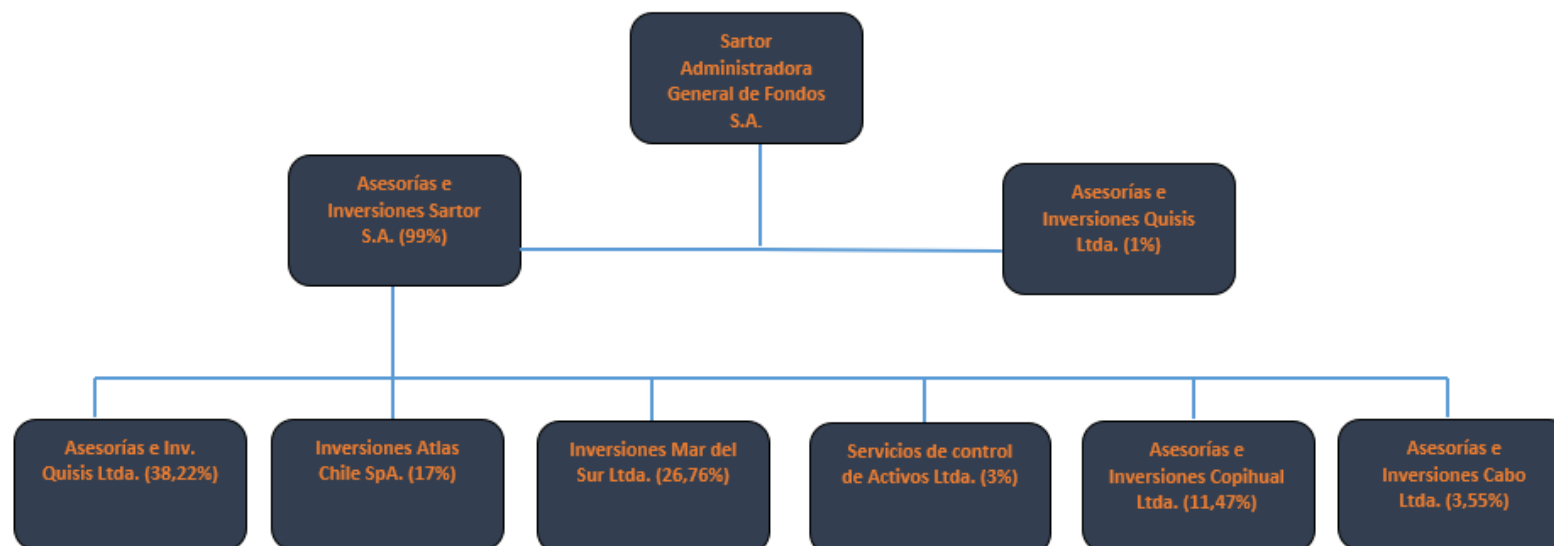 Sartor
Administradora
General de Fondos
S.A.
Asesorías e
Inversiones Sartor
S.A. (99%)
Asesorías e
Inversiones Quisis
Ltda. (1%)
Asesorías e Inv.
Quisis Ltda. (38,22%)
Inversiones Atlas
Chile SpA. (17%)
Inversiones Mar del
Sur Ltda. (26,76%)
Servicios de control
de Activos Ltda. (3%)
Asesorías e
Inversiones Copihual
Ltda. (11,47%)
Asesorías e
Inversiones Cabo
Ltda. (3,55%)